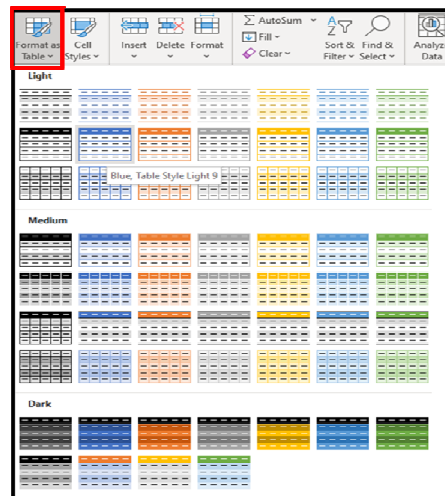 AutoSum
Fill
Clear
Format as Table
Cell Styles
Insert
Delete
Format
Sort & Filter
Find & Select
Analyze Data
Light
Blue, Table Style Light 9
Medium
Dark